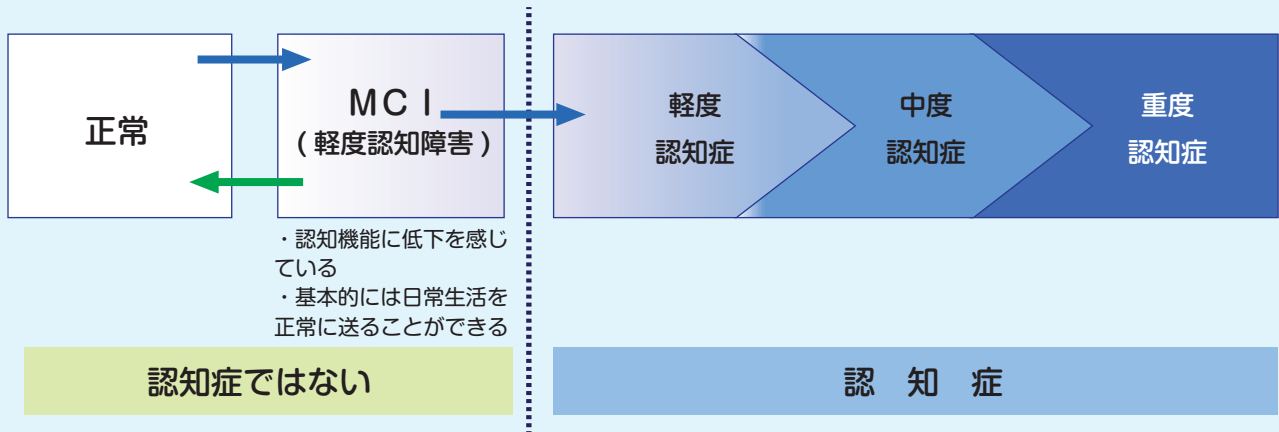 正常
MCI
(軽度認知障害)
軽度
認知症
中度
認知症
重度
認知症
・認知機能に低下を感じ
ている
・基本的には日常生活を
正常に送ることができる
認知症ではない
認 知 症